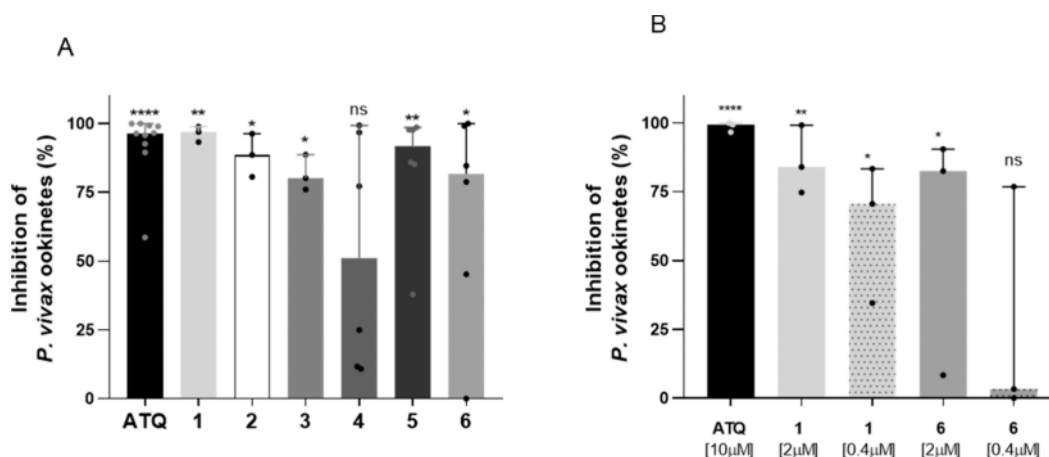 A
Inhibition of
P. vivax ookinetes (%)
100
75
50
25
0
****
**
*
*
ns
**
*
ATQ 1 2 3 4 5 6
B
Inhibition of
P. vivax ookinetes (%)
100
75
50
25
0
****
**
*
*
ns
ATQ 1 1 6 6
[10μM] [2μM] [0.4μM] [2μM] [0.4μM]